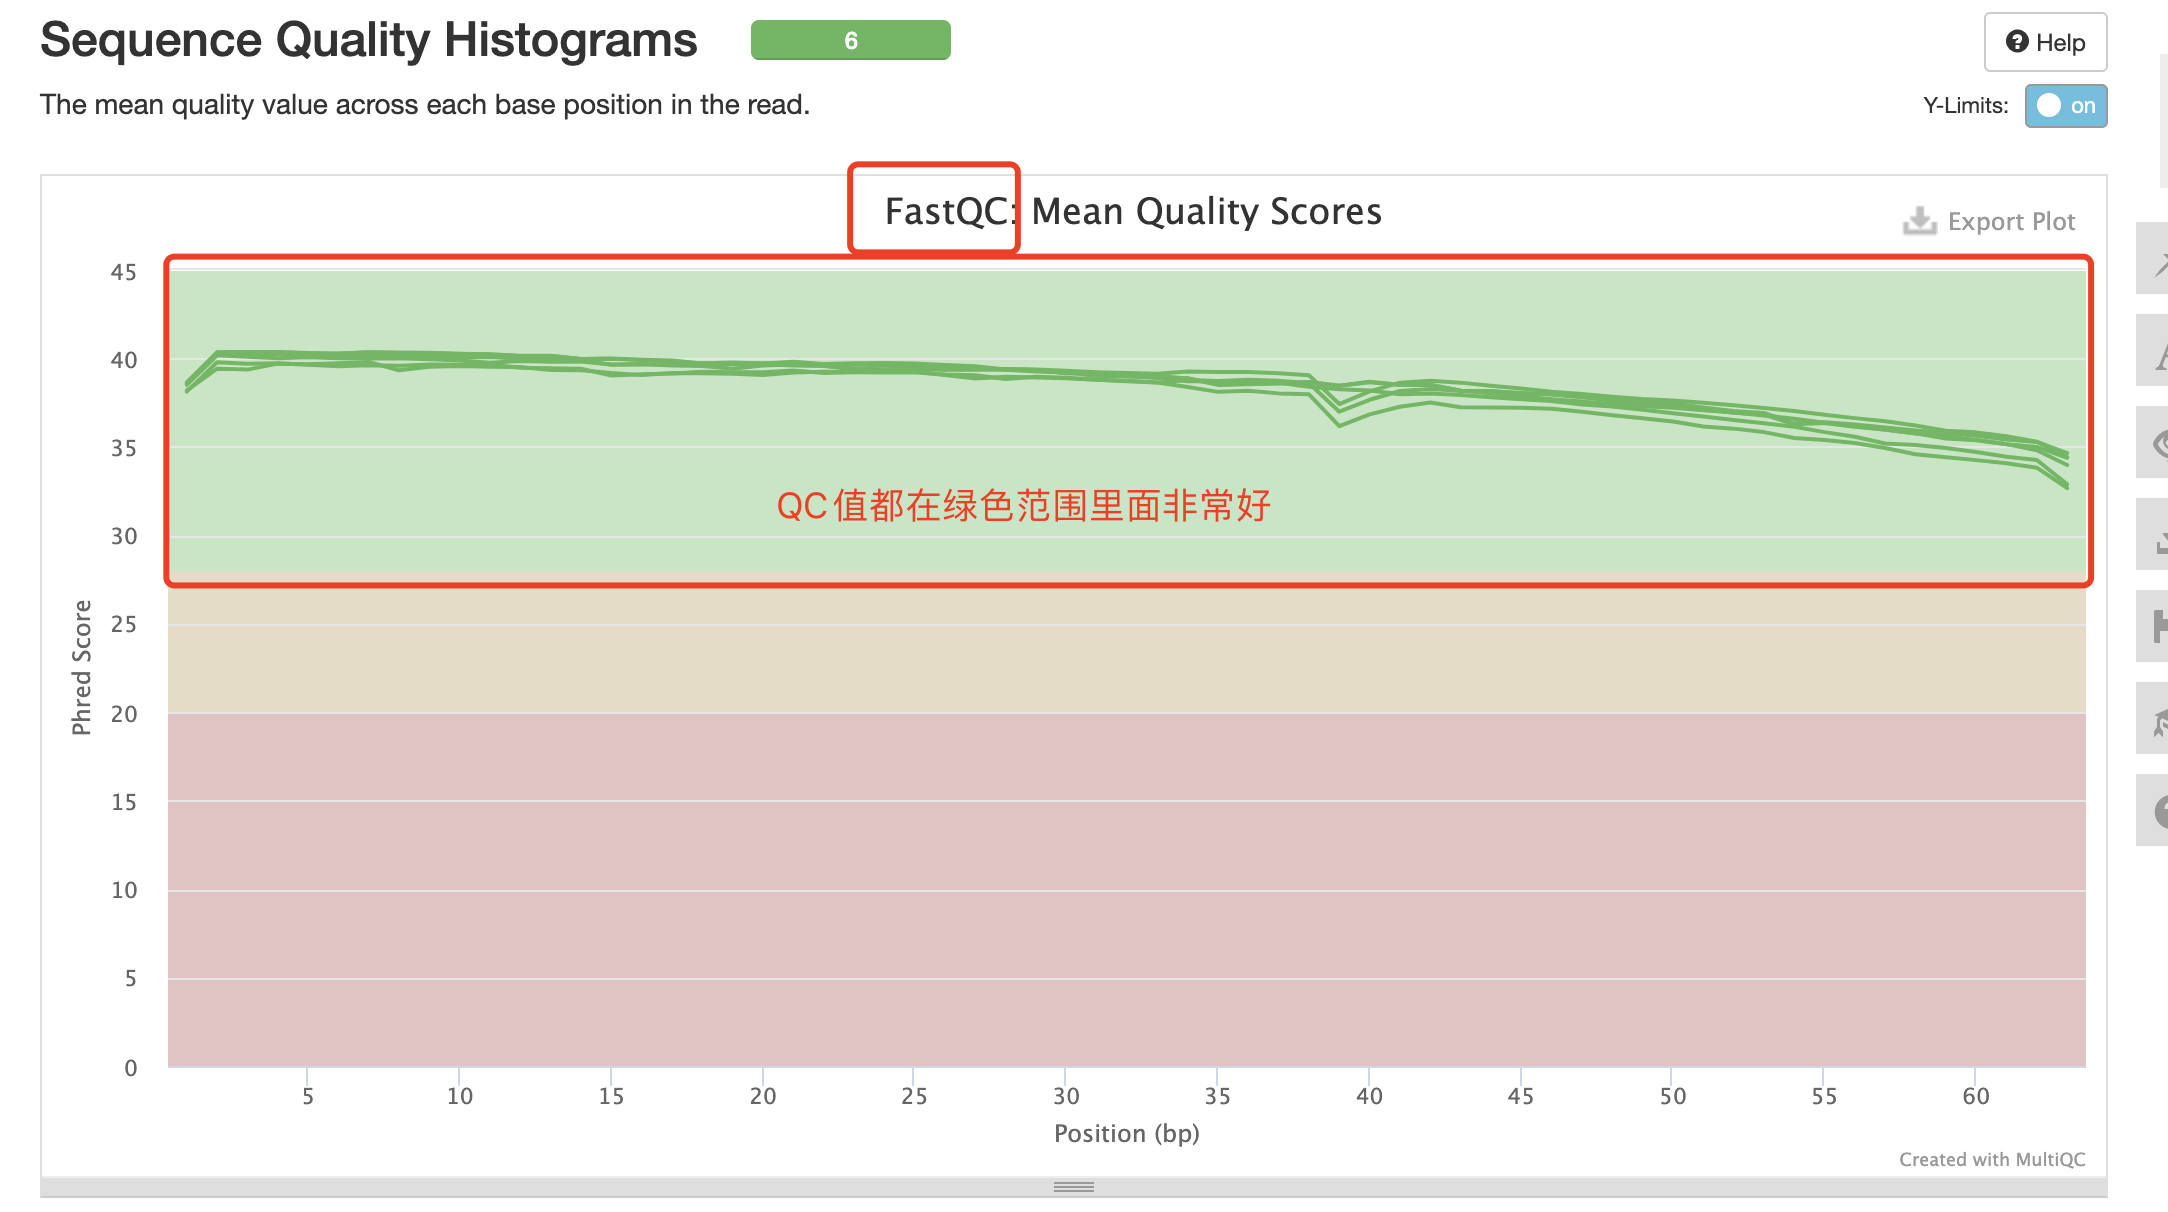 Sequence Quality Histograms
6
Help
The mean quality value across each base position in the read.
Y-Limits:
on
FastQC: Mean Quality Scores
Export Plot
45
40
35
QC值都在绿色范围里面非常好
30
25
20
15
10
5
0
Phred Score
5 10 15 20 25 30 35 40 45 50 55 60
Position (bp)
Created with MultiQC